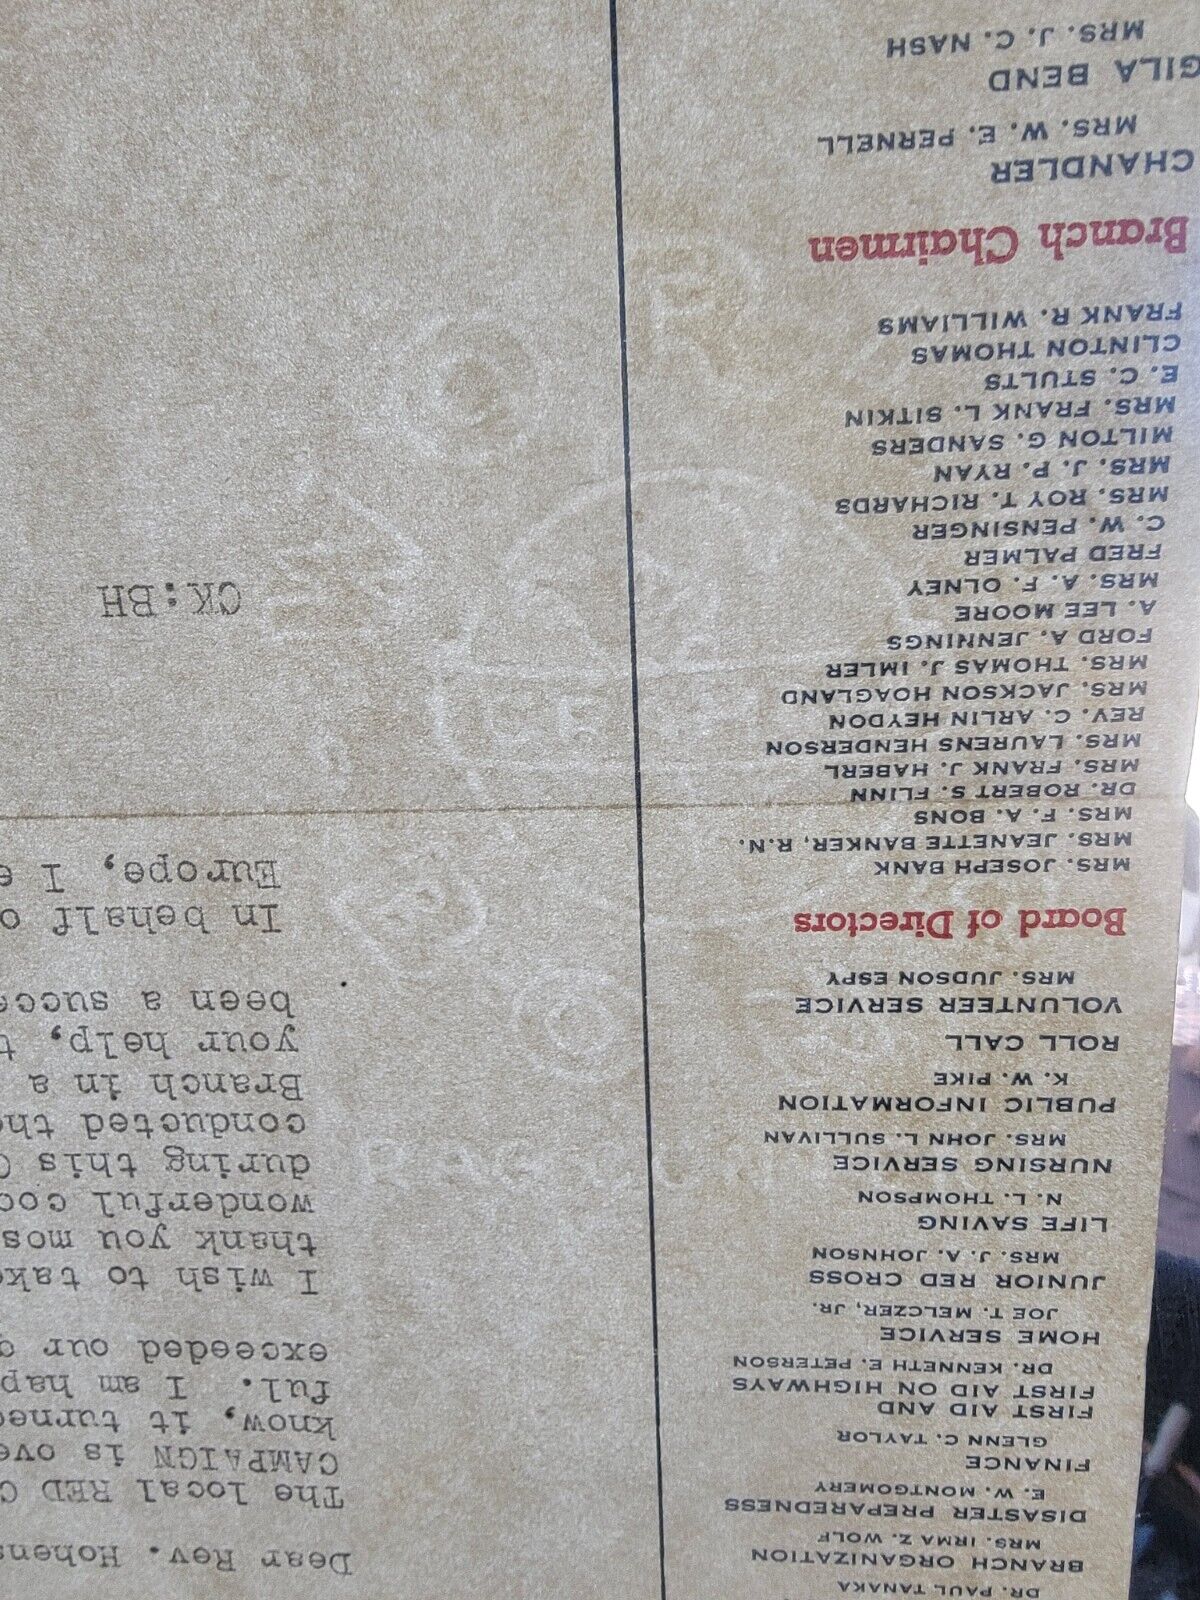 DR. PAUL TANAKA
BRANCH ORGANIZATION
MRS. IRMA Z. WOLF
DISASTER PREPAREDNESS
E. W. MONTGOMERY
FINANCE
GLENN C. TAYLOR
FIRST AID AND
FIRST AID ON HIGHWAYS
DR. KENNETH E. PETERSON
HOME SERVICE
JOE T. MELCZER, JR.
JUNIOR RED CROSS
MRS. J. A. JOHNSON
LIFE SAVING
N. L. THOMPSON
NURSING SERVICE
MRS. JOHN L. SULLIVAN
PUBLIC INFORMATION
K. W. PIKE
ROLL CALL
VOLUNTEER SERVICE
MRS. JUDSON ESPY
Board of Directors
MRS. JOSEPH BANK
MRS. JEANETTE BANKER, R.N.
MRS. F. A. BONS
DR. ROBERT S. FLINN
MRS. FRANK J. HABERL
MRS. LAURENS HENDERSON
REV. C. ARLIN HEYDON
MRS. JACKSON HOAGLAND
MRS. THOMAS J. IMLER
FORD A. JENNINGS
A. LEE MOORE
MRS. A. F. OLNEY
FRED PALMER
C. W. PENSINGER
MRS. ROY T. RICHARDS
MRS. J. P. RYAN
MILTON G. SANDERS
MRS. FRANK L. SITKIN
E. C. STULTS
CLINTON THOMAS
FRANK R. WILLIAMS
Branch Chairmen
CHANDLER
MRS. W. E. PERNELL
GILA BEND
MRS. J. C. NASH
Dear Rev. Hohens
The local RED C
CAMPAIGN is ove
know, it turned
ful. I am hap
exceeded our g
I wish to take
thank you mos
wonderful coo
during this C
conducted the
Branch in a
your help, t
been a succe
In behalf o
Europe, I e
CK:BH